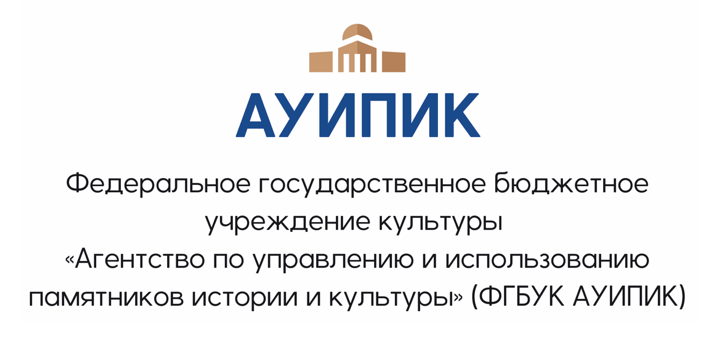 АУИПИК
Федеральное государственное бюджетное
учреждение культуры
«Агентство по управлению и использованию
памятников истории и культуры» (ФГБУК АУИПИК)